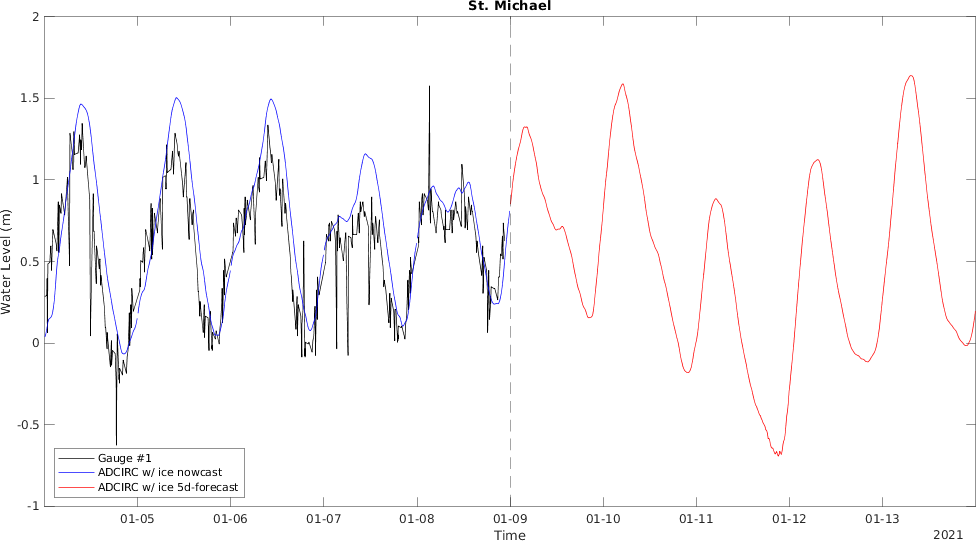 St. Michael
2
1.5
1
0.5
0
-0.5
-1
Water Level (m)
Gauge #1
ADCIRC w/ ice nowcast
ADCIRC w/ ice 5d-forecast
01-05 01-06 01-07 01-08 01-09 01-10 01-11 01-12 01-13
Time
2021